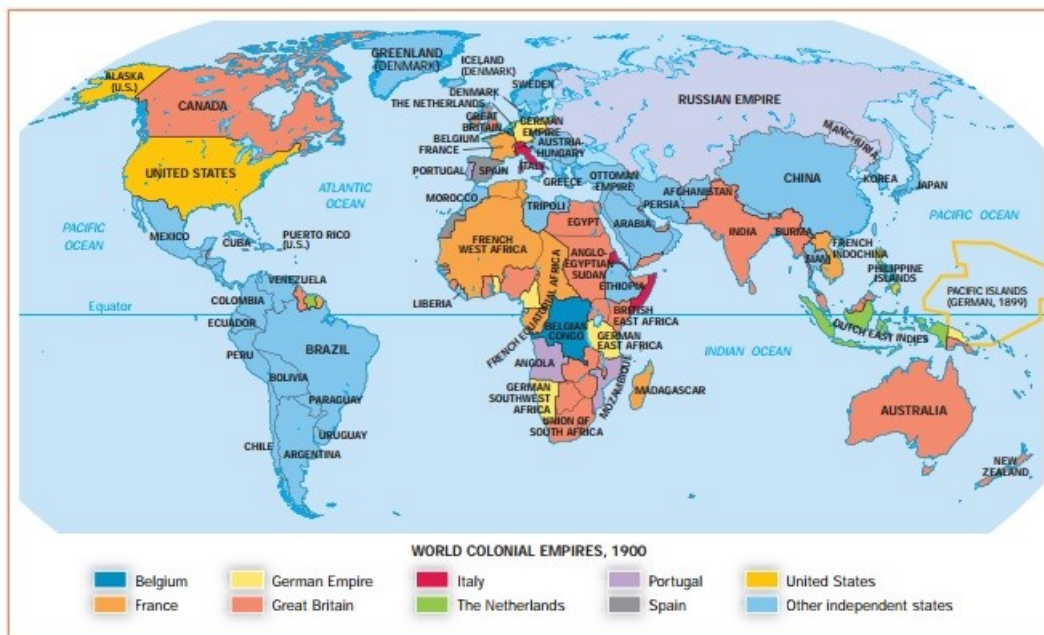 GREENLAND
(DENMARK)
ICELAND
(DENMARK)
ALASKA
(U.S.)
SWEDEN
DENMARK
THE NETHERLANDS
RUSSIAN EMPIRE
CANADA
GREAT
BRITAIN
GERMAN
EMPIRE
BELGIUM
AUSTRIA-
HUNGARY
FRANCE
MANCHURIA
UNITED STATES
PORTUGAL
SPAIN
ITALY
GREECE
OTTOMAN
EMPIRE
ATLANTIC
OCEAN
CHINA
KOREA
JAPAN
AFGHANISTAN
PERSIA
MOROCCO
TRIPOLI
EGYPT
ARABIA
PACIFIC
OCEAN
PACIFIC OCEAN
MEXICO
CUBA
PUERTO RICO
(U.S.)
INDIA
BURMA
FRENCH
WEST AFRICA
ANGLO-
EGYPTIAN
SUDAN
SIAM
FRENCH
INDOCHINA
PHILIPPINE
ISLANDS
VENEZUELA
ETHIOPIA
PACIFIC ISLANDS
(GERMAN, 1899)
COLOMBIA
LIBERIA
FRENCH EQUATORIAL AFRICA
Equator
BRITISH
EAST AFRICA
ECUADOR
BELGIAN
CONGO
DUTCH EAST INDIES
GERMAN
EAST AFRICA
INDIAN OCEAN
BRAZIL
PERU
ANGOLA
BOLIVIA
MOZAMBIQUE
GERMAN
SOUTHWEST
AFRICA
MADAGASCAR
PARAGUAY
AUSTRALIA
UNION OF
SOUTH AFRICA
URUGUAY
CHILE
ARGENTINA
NEW
ZEALAND
WORLD COLONIAL EMPIRES, 1900
Belgium
German Empire
Italy
Portugal
United States
France
Great Britain
The Netherlands
Spain
Other independent states